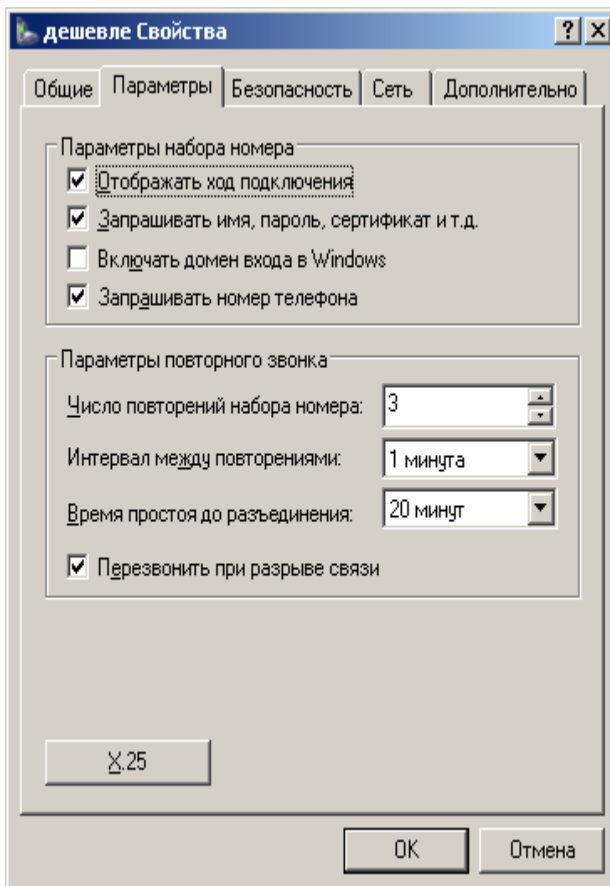 дешевле Свойства
Общие Параметры Безопасность Сеть Дополнительно
Параметры набора номера
Отображать ход подключения
Запрашивать имя, пароль, сертификат и т.д.
Включать домен входа в Windows
Запрашивать номер телефона
Параметры повторного звонка
Число повторений набора номера: 3
Интервал между повторениями: 1 минута
Время простоя до разъединения: 20 минут
Перезвонить при разрыве связи
X.25
OK Отмена